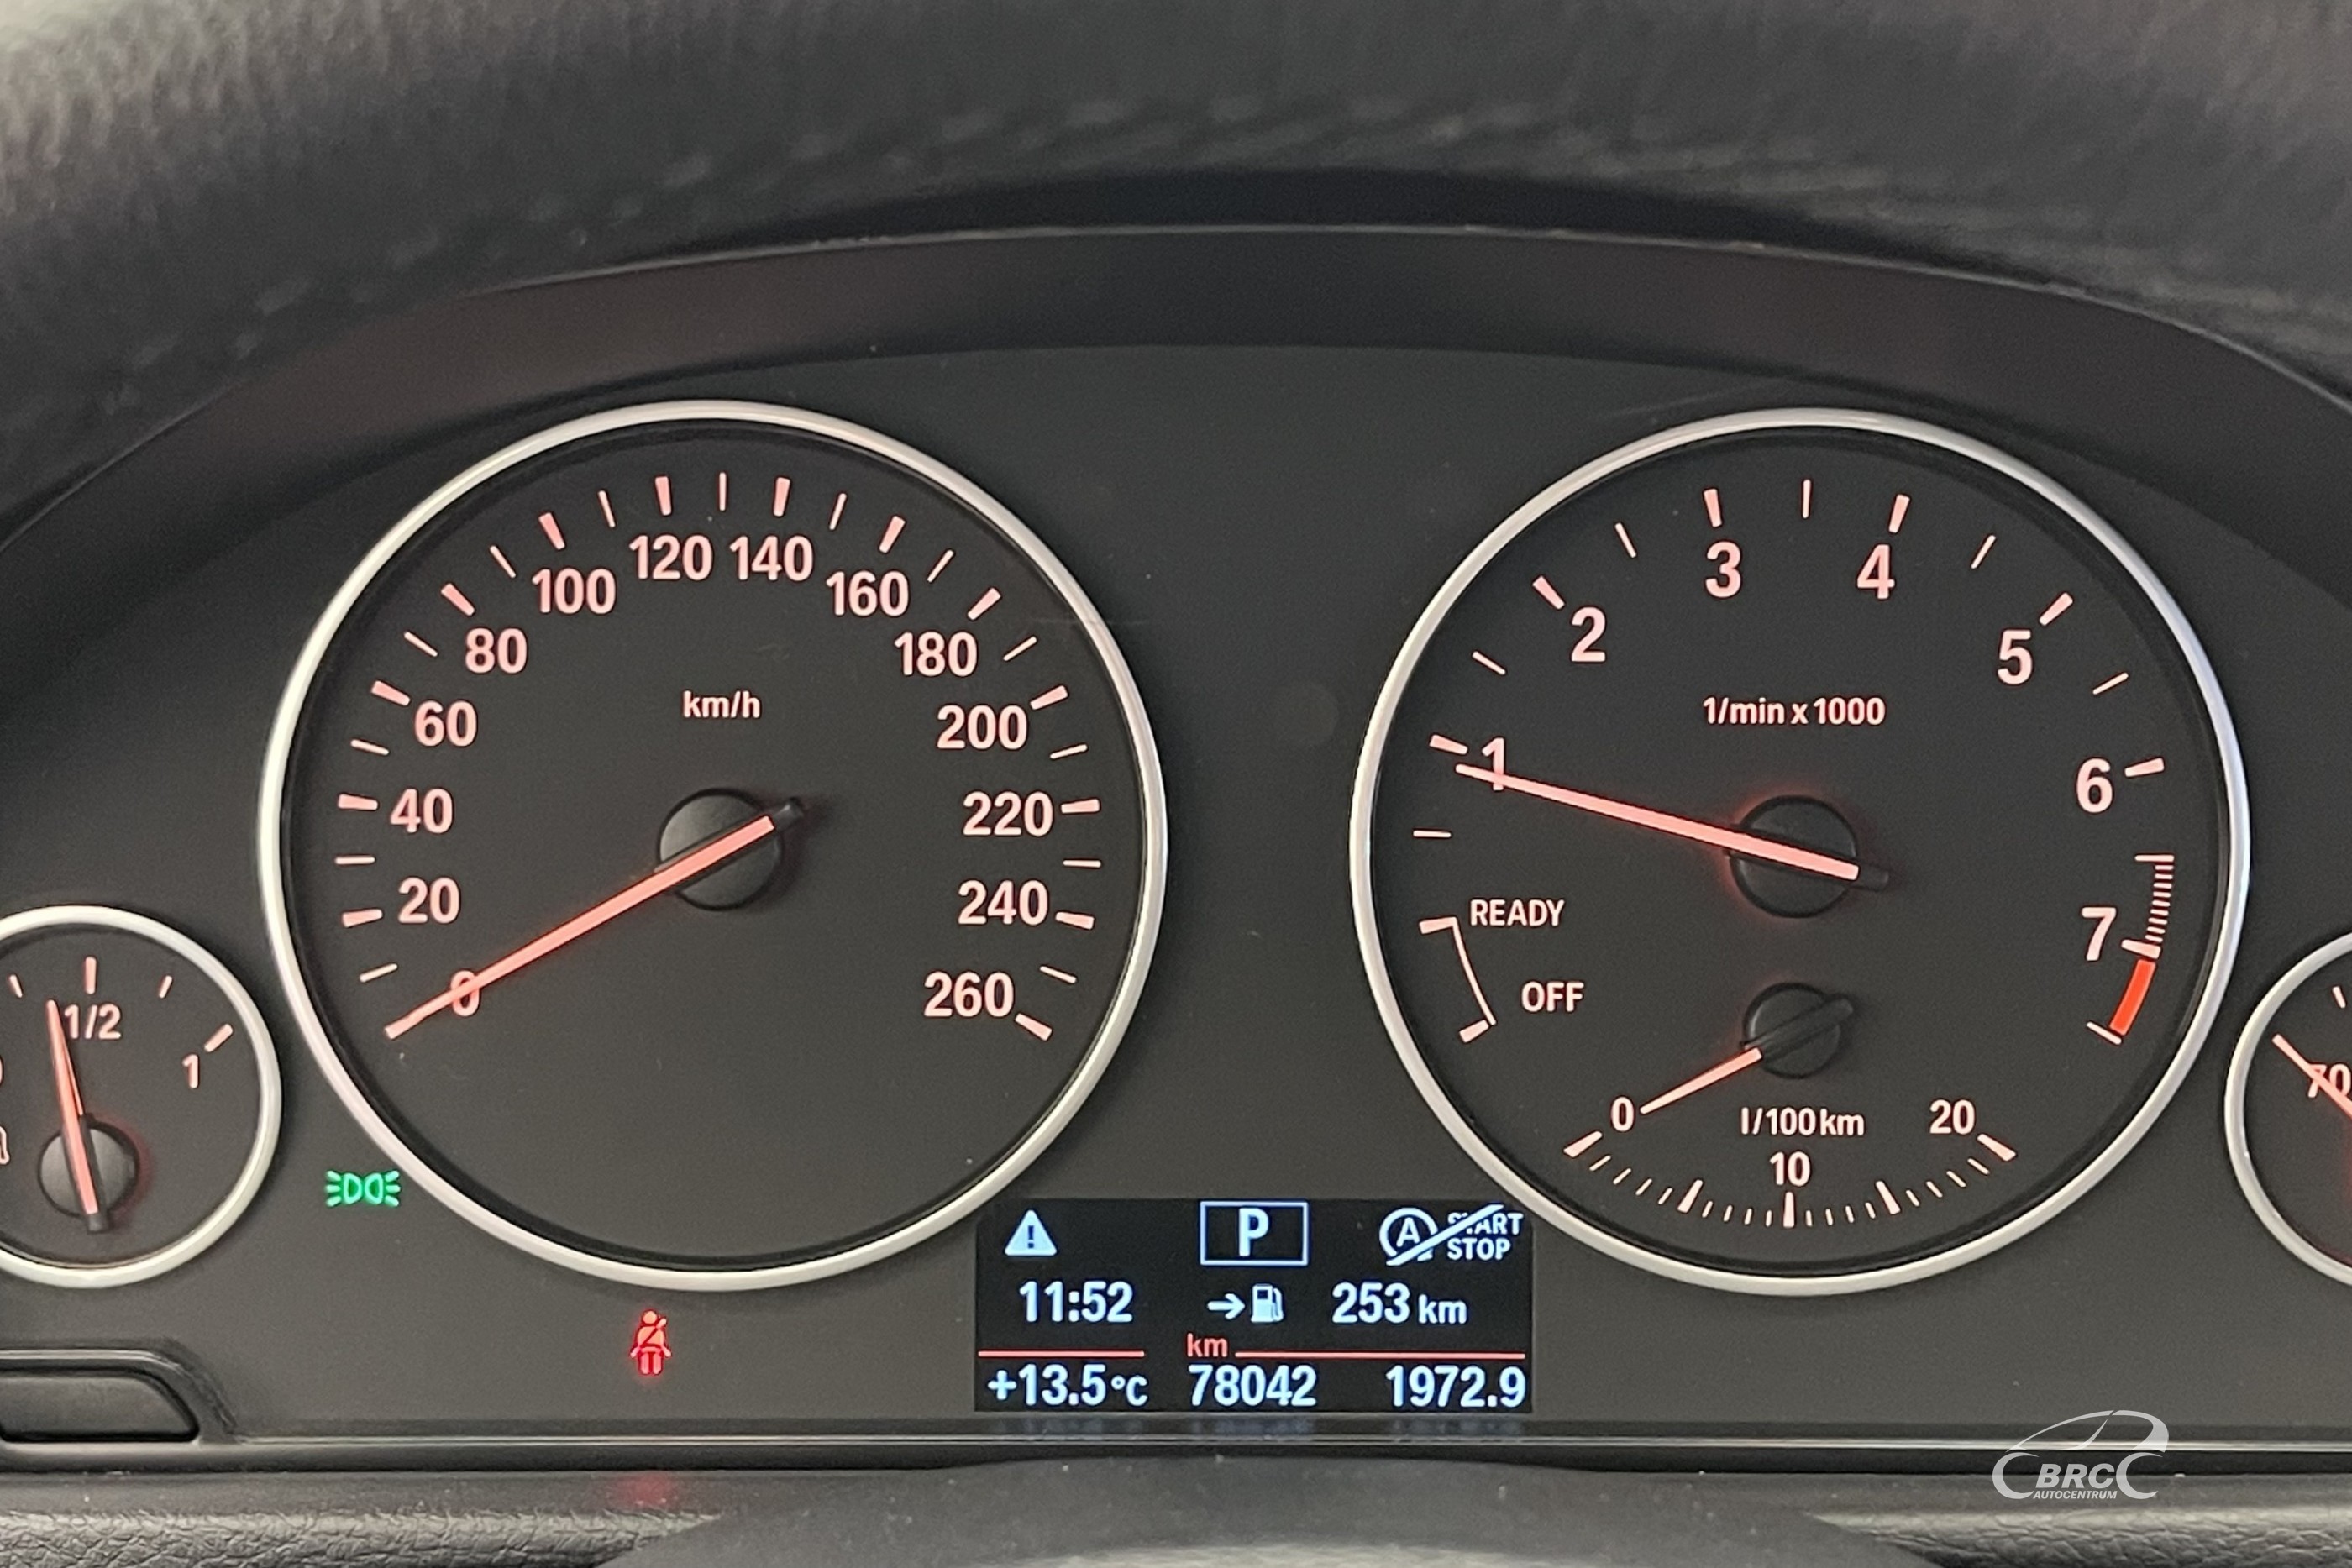 100 120 140 160
80 180
60 200
40 220
20 240
0 260
km/h
1/2
1
3 4
2 5
1 6
7
1/min x 1000
READY
OFF
0 20
l/100km
10
70
P
A START
STOP
11:52 253 km
km
+13.5°C 78042 1972.9
BRC
AUTOCENTRUM